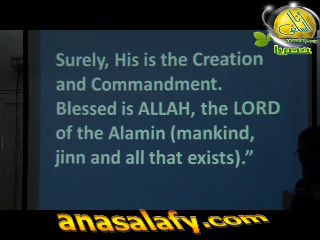 Surely, His is the Creation
and Commandment.
Blessed is ALLAH, the LORD
of the Alamin (mankind,
jinn and all that exists)."
anasalafy.com